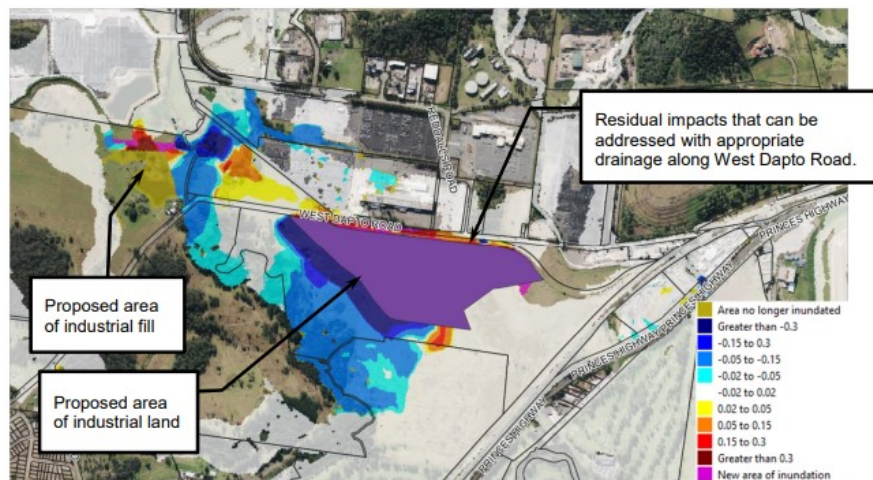 Residual impacts that can be
addressed with appropriate
drainage along West Dapto Road.
REDDALLS ROAD
WEST DAPTO ROAD
PRINCES HIGHWAY
PRINCES HIGHWAY
PRINCES HIGHWAY
PRINCES HIGHWAY
Proposed area
of industrial fill
Proposed area
of industrial land
Area no longer inundated
Greater than -0.3
-0.15 to 0.3
-0.05 to -0.15
-0.02 to -0.05
-0.02 to 0.02
0.02 to 0.05
0.05 to 0.15
0.15 to 0.3
Greater than 0.3
New area of inundation